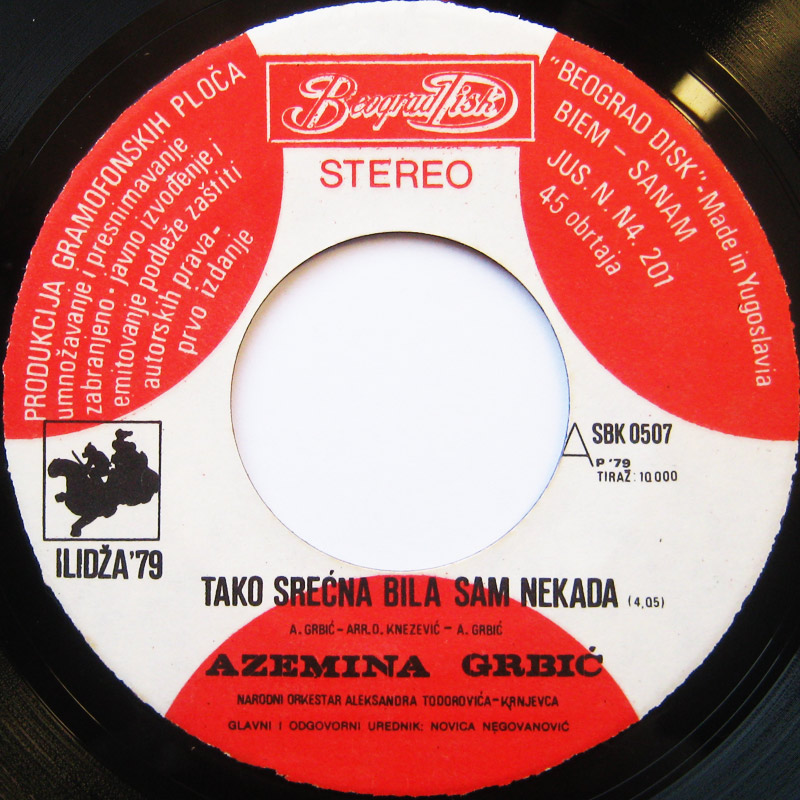 Beograd Disk
STEREO
PRODUKCIJA GRAMOFONSKIH PLOČA
umnožavanje i presnimavanje
zabranjeno · javno izvođenje i
emitovanje podleže zaštiti
autorskih prava-
prvo izdanje
"BEOGRAD DISK"· Made in Yugoslavia
BIEM – SANAM
JUS. N. N4. 201
45 obrtaja
A SBK 0507
P '79
TIRAŽ: 10.000
ILIDŽA'79
TAKO SREĆNA BILA SAM NEKADA (4,05)
A. GRBIĆ – ARR. O. KNEZEVIĆ – A. GRBIĆ
AZEMINA GRBIĆ
NARODNI ORKESTAR ALEKSANDRA TODOROVIĆA–KRNJEVCA
GLAVNI I ODGOVORNI UREDNIK: NOVICA NEGOVANOVIĆ